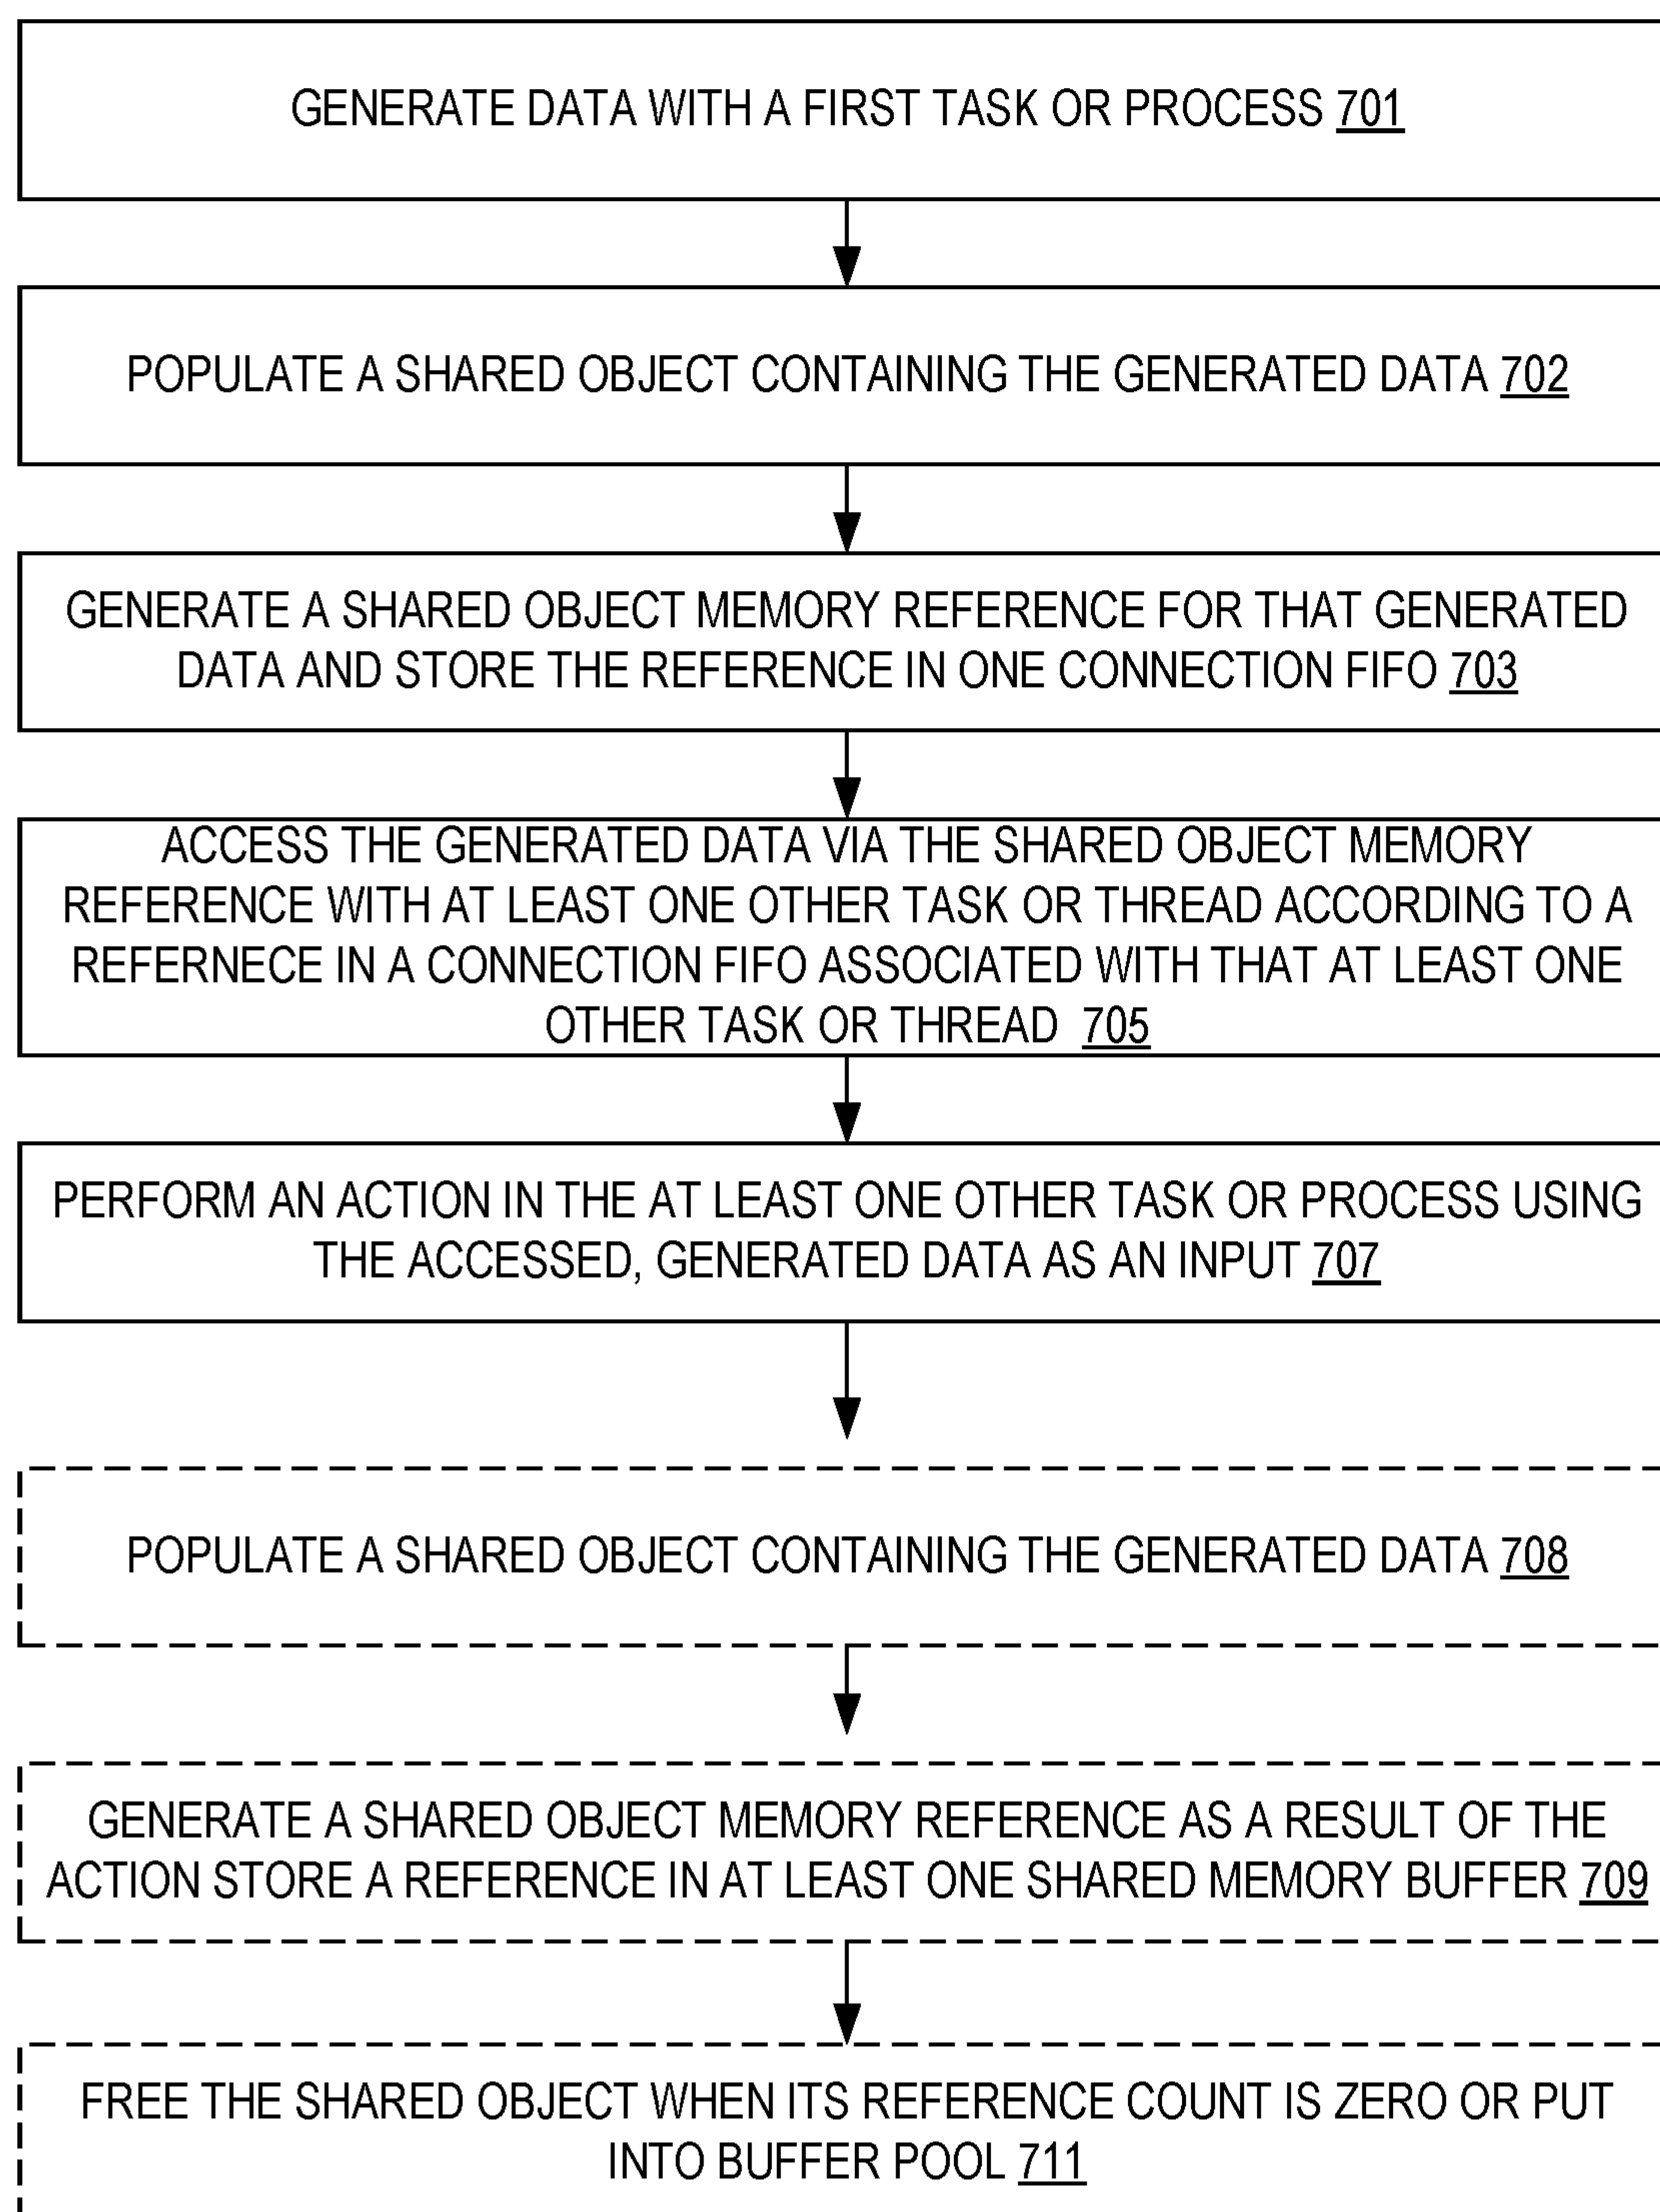 GENERATE DATA WITH A FIRST TASK OR PROCESS 701
POPULATE A SHARED OBJECT CONTAINING THE GENERATED DATA 702
GENERATE A SHARED OBJECT MEMORY REFERENCE FOR THAT GENERATED
DATA AND STORE THE REFERENCE IN ONE CONNECTION FIFO 703
ACCESS THE GENERATED DATA VIA THE SHARED OBJECT MEMORY
REFERENCE WITH AT LEAST ONE OTHER TASK OR THREAD ACCORDING TO A
REFERNECE IN A CONNECTION FIFO ASSOCIATED WITH THAT AT LEAST ONE
OTHER TASK OR THREAD 705
PERFORM AN ACTION IN THE AT LEAST ONE OTHER TASK OR PROCESS USING
THE ACCESSED, GENERATED DATA AS AN INPUT 707
POPULATE A SHARED OBJECT CONTAINING THE GENERATED DATA 708
GENERATE A SHARED OBJECT MEMORY REFERENCE AS A RESULT OF THE
ACTION STORE A REFERENCE IN AT LEAST ONE SHARED MEMORY BUFFER 709
FREE THE SHARED OBJECT WHEN ITS REFERENCE COUNT IS ZERO OR PUT
INTO BUFFER POOL 711